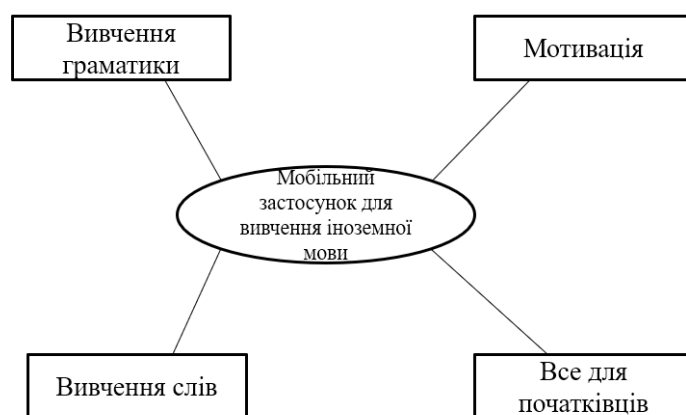 Вивчення
граматики
Мотивація
Мобільний
застосунок для
вивчення іноземної
мови
Вивчення слів
Все для
початківців